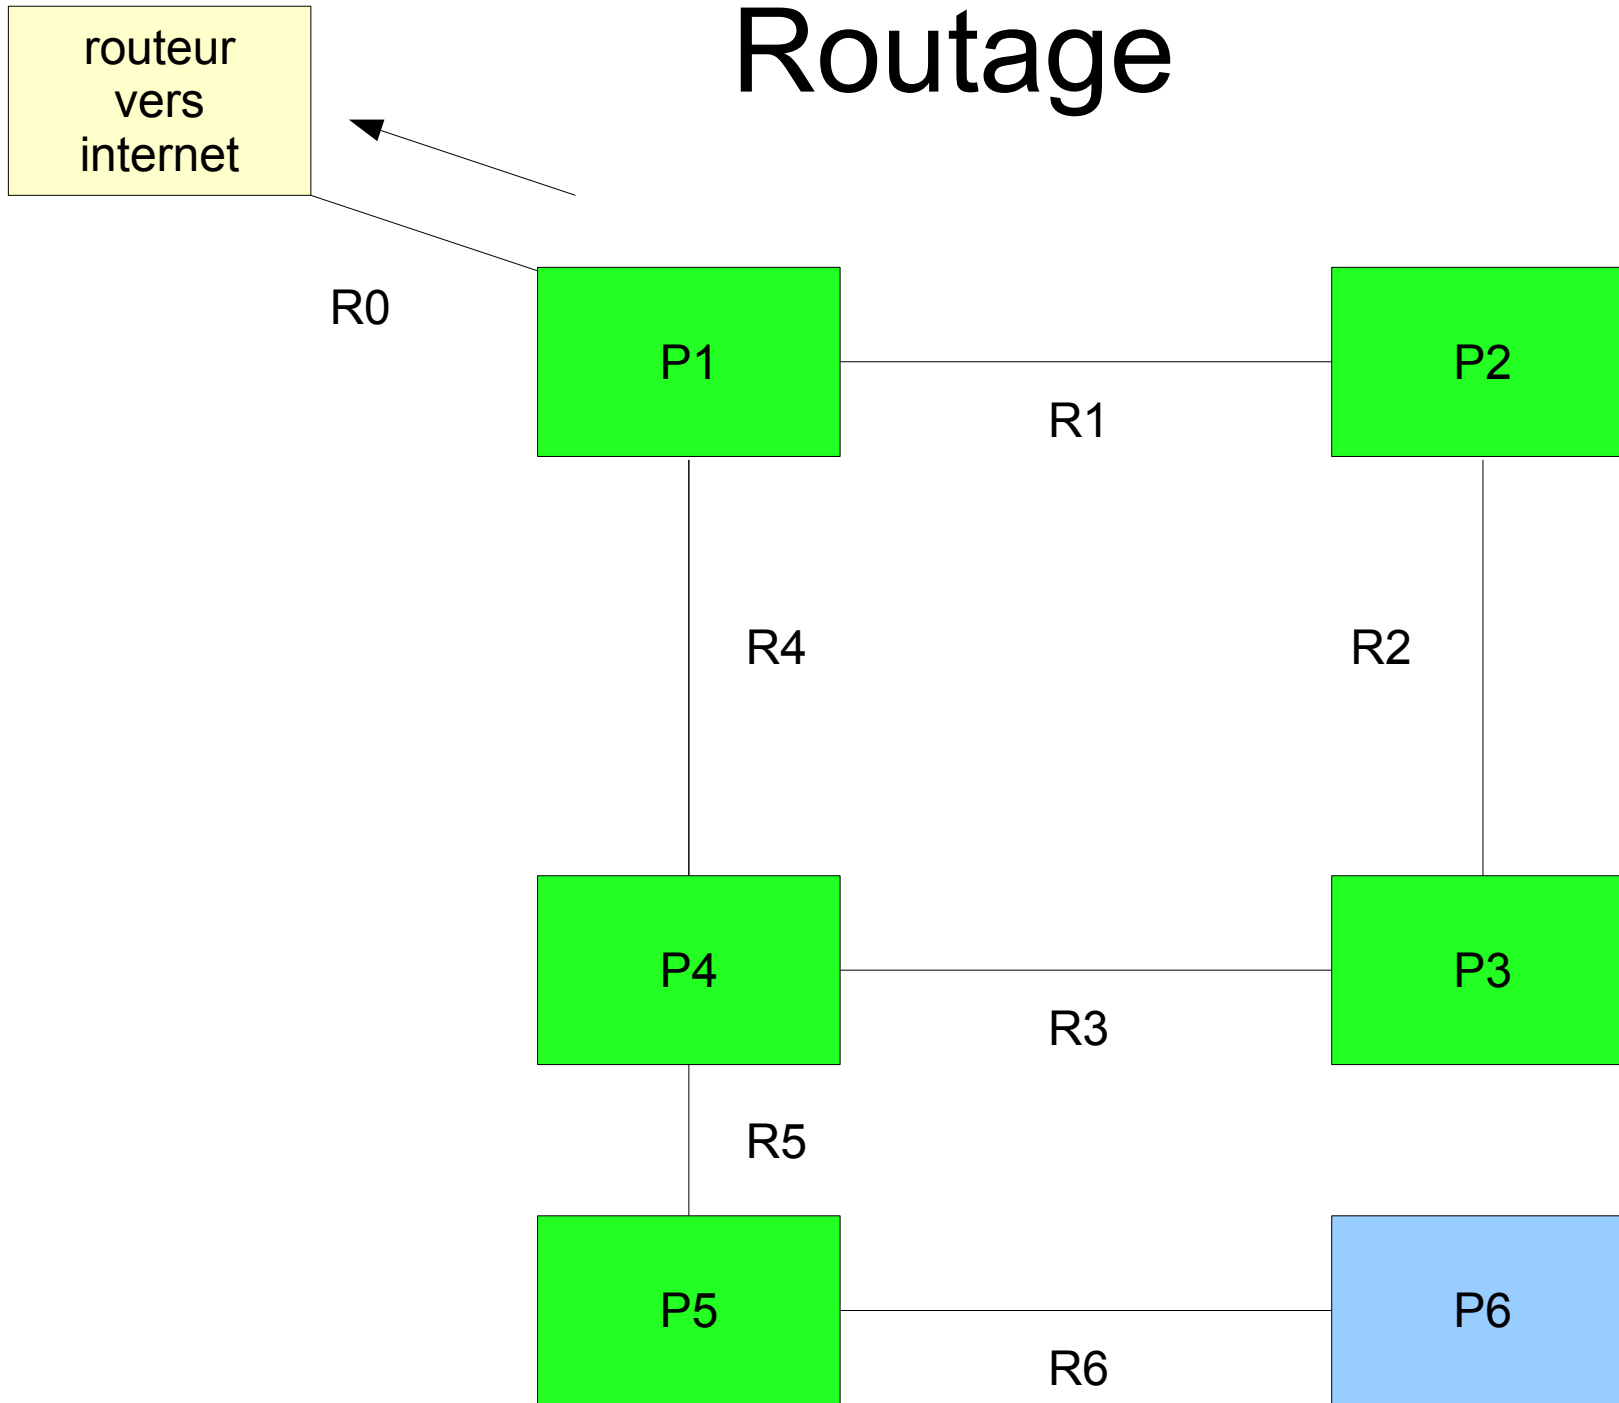 Routage
routeur
vers
internet
R0
P1
P2
R1
R4
R2
P4
P3
R3
R5
P5
P6
R6